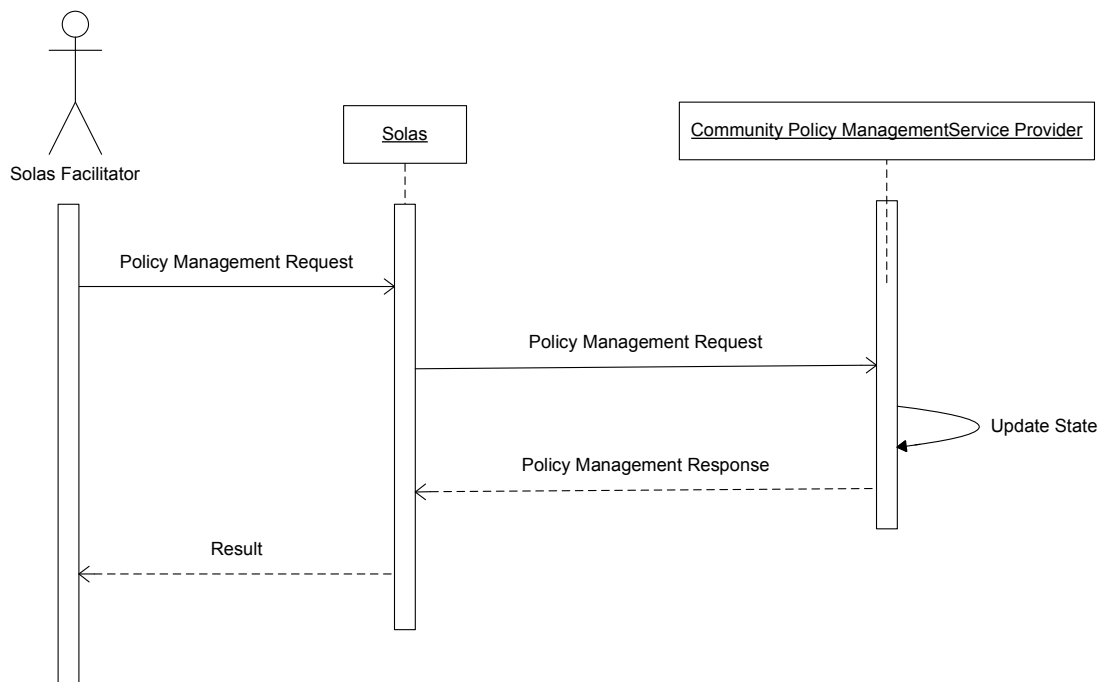 Solas Facilitator
Solas
Community Policy ManagementService Provider
Policy Management Request
Policy Management Request
Update State
Policy Management Response
Result